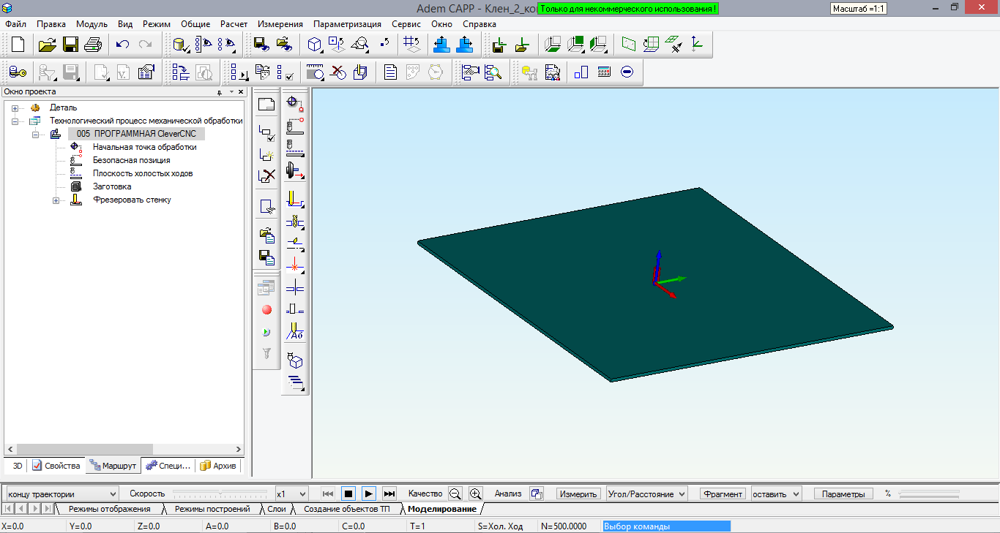 Adem CAPP - Клен_2_ко
Только для некоммерческого использования !
Масштаб =1:1
Файл Правка Модуль Вид Режим Общие Расчет Измерения Параметризация Сервис Окно Справка
Окно проекта
Деталь
Технологический процесс механической обработки
005 ПРОГРАММНАЯ CleverCNC
Начальная точка обработки
Безопасная позиция
Плоскость холостых ходов
Заготовка
Фрезеровать стенку
3D Свойства Маршрут Специ... Архив
концу траектории Скорость x1 Качество Анализ Измерить Угол/Расстояние Фрагмент оставить Параметры %
Режимы отображения Режимы построений Слои Создание объектов ТП Моделирование
X=0.0 Y=0.0 Z=0.0 A=0.0 B=0.0 C=0.0 T=1 S=Хол. Ход N=500.0000 Выбор команды